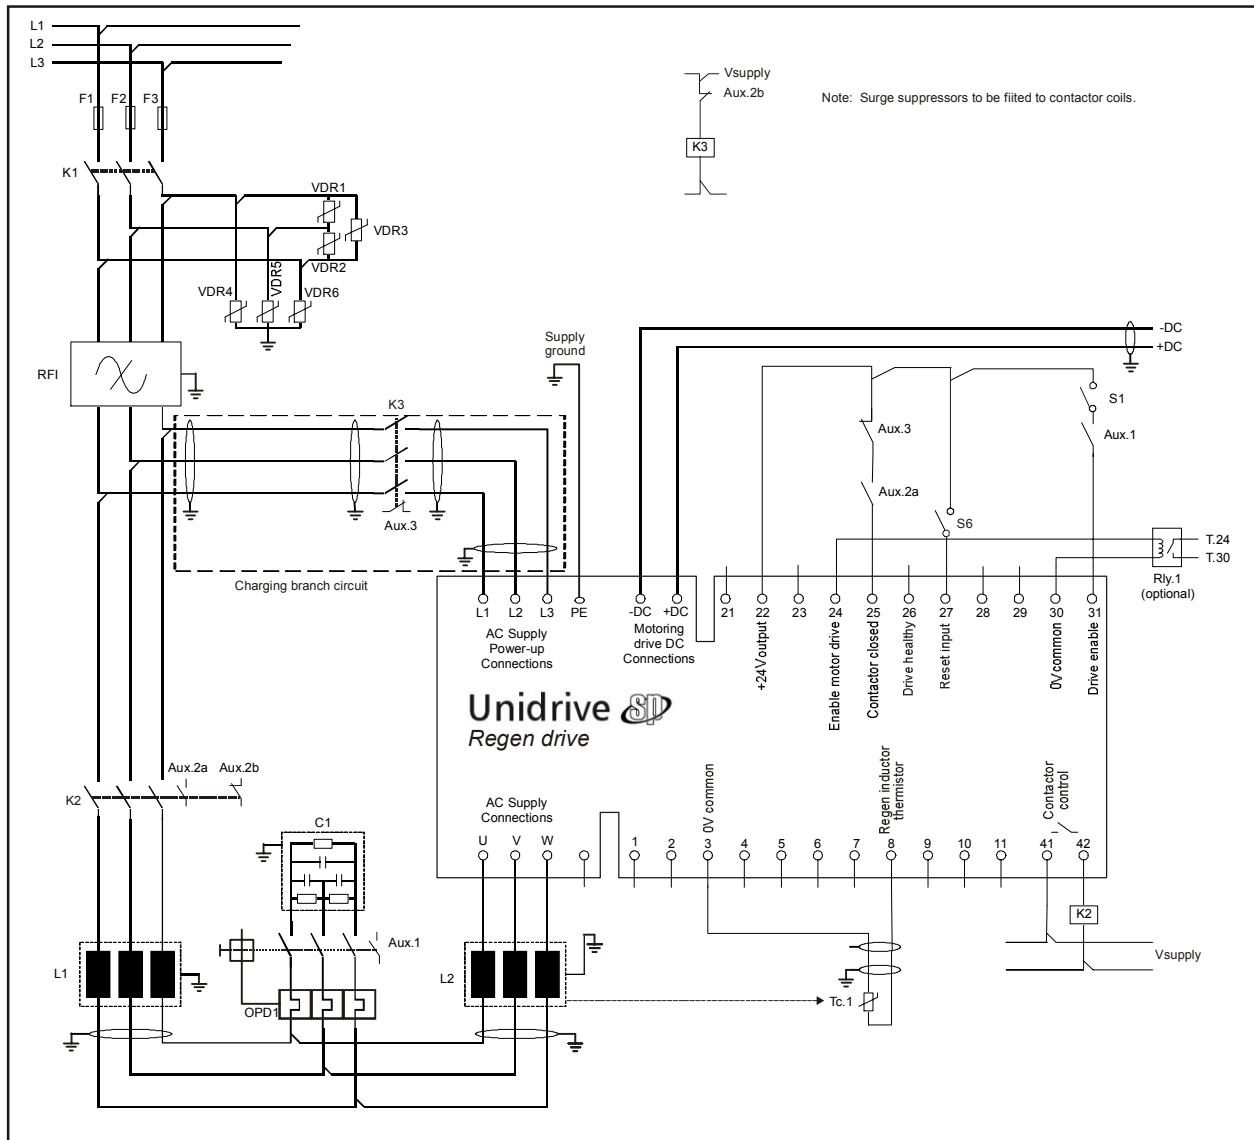 L1
L2
L3
F1 F2 F3
K1
Vsupply
Aux.2b
K3
Note: Surge suppressors to be fiited to contactor coils.
VDR1
VDR3
VDR2
VDR4
VDR5
VDR6
RFI
Supply
ground
-DC
+DC
K3
Aux.3
Charging branch circuit
Aux.3
Aux.2a
S6
S1
Aux.1
T.24
T.30
Rly.1
(optional)
L1 L2 L3 PE
AC Supply
Power-up
Connections
-DC +DC
Motoring
drive DC
Connections
21 22 23 24 25 26 27 28 29 30 31
+24V output
Enable motor drive
Contactor closed
Drive healthy
Reset input
0V common
Drive enable
Unidrive SP
Regen drive
Aux.2a Aux.2b
K2
C1
AC Supply
Connections
U V W
0V common
Regen inductor
thermistor
Contactor
control
1 2 3 4 5 6 7 8 9 10 11 41 42
K2
Vsupply
Aux.1
L1
OPD1
L2
Tc.1